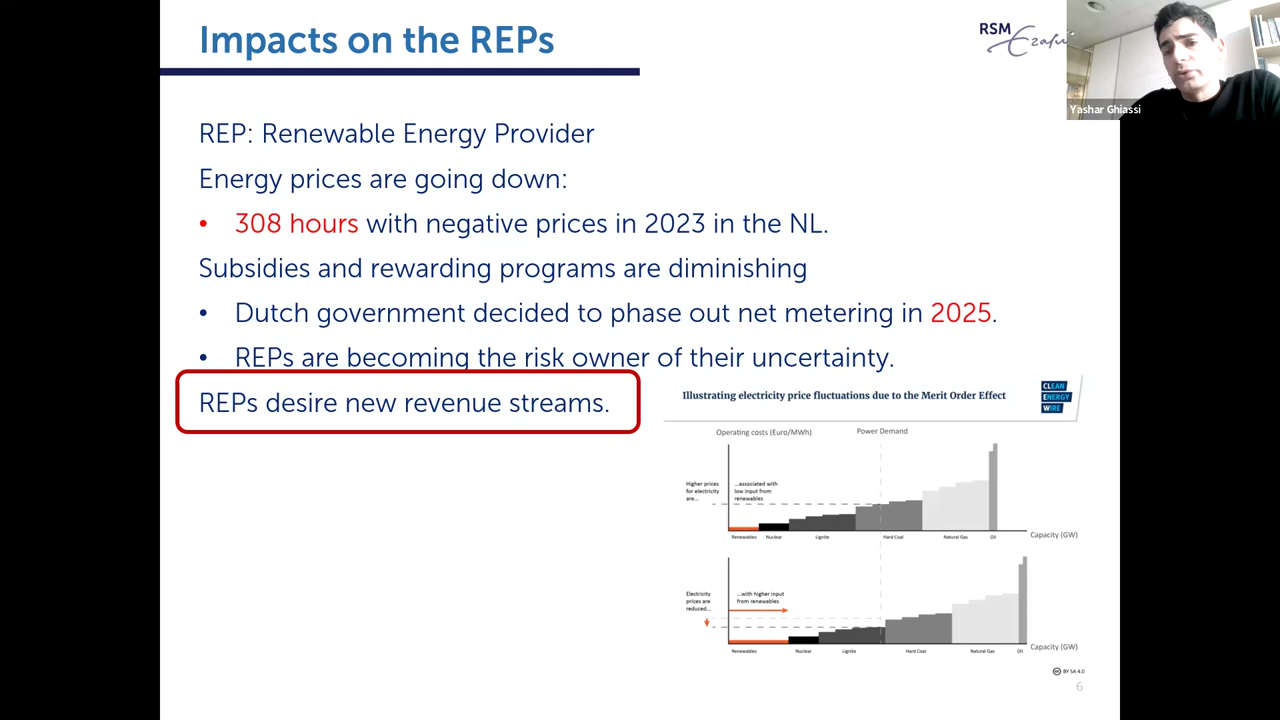 Impacts on the REPs
RSM
Erasmus
Yashar Ghiassi
REP: Renewable Energy Provider
Energy prices are going down:
• 308 hours with negative prices in 2023 in the NL.
Subsidies and rewarding programs are diminishing
• Dutch government decided to phase out net metering in 2025.
• REPs are becoming the risk owner of their uncertainty.
REPs desire new revenue streams.
Illustrating electricity price fluctuations due to the Merit Order Effect
CLEAN
ENERGY
WIRE
Operating costs (Euro/MWh)
Power Demand
Higher prices
for electricity
are...
...associated with
low input from
renewables
Renewables Nuclear Lignite Hard Coal Natural Gas Oil
Capacity (GW)
Electricity
prices are
reduced...
...with higher input
from renewables
Renewables Nuclear Lignite Hard Coal Natural Gas Oil
Capacity (GW)
cc BY SA 4.0
6